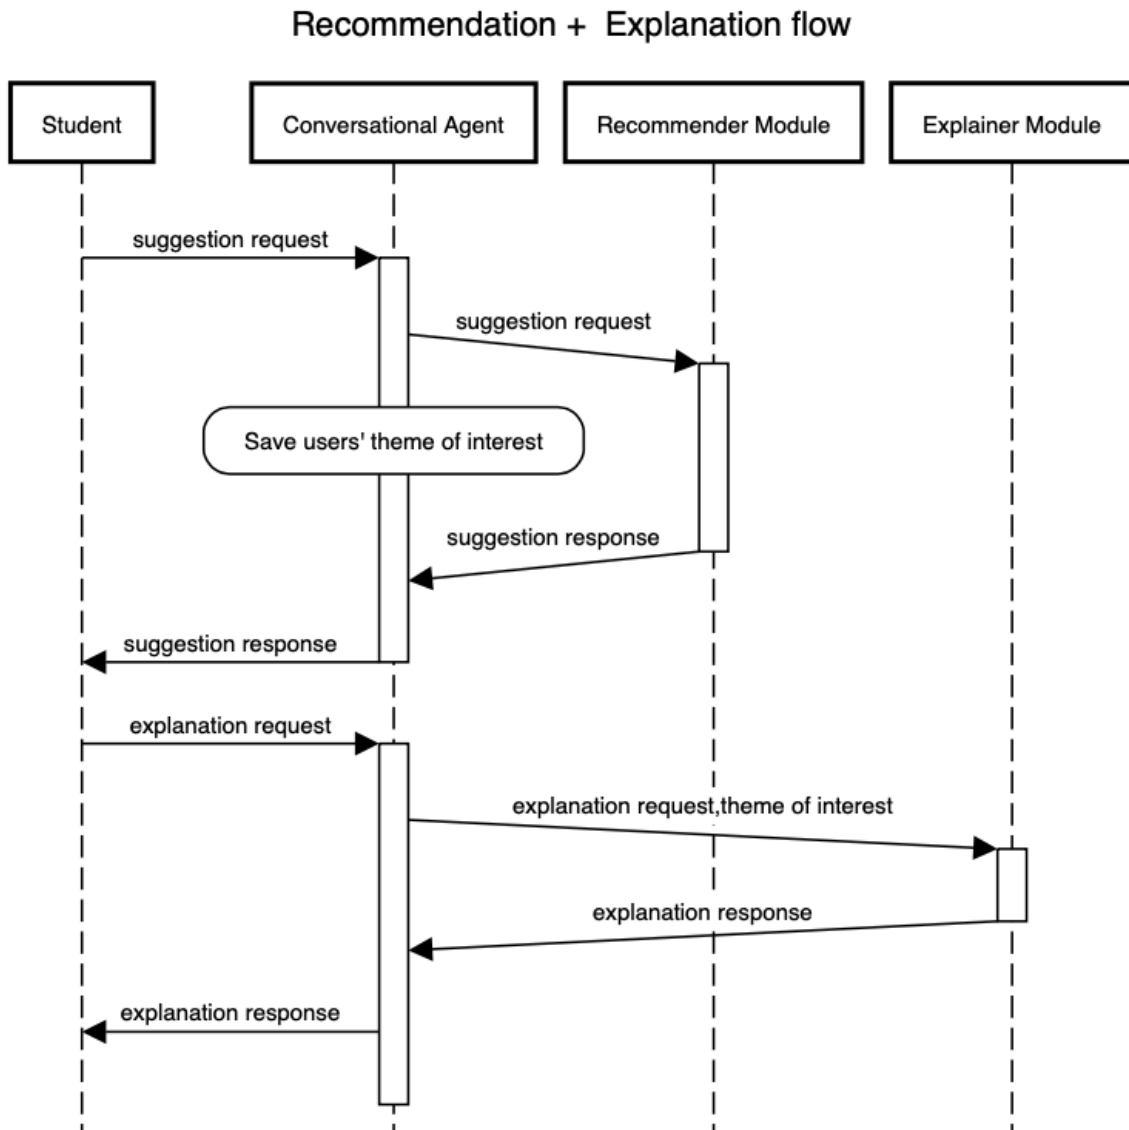 Recommendation + Explanation flow
Student
Conversational Agent
Recommender Module
Explainer Module
suggestion request
suggestion request
Save users' theme of interest
suggestion response
suggestion response
explanation request
explanation request,theme of interest
explanation response
explanation response